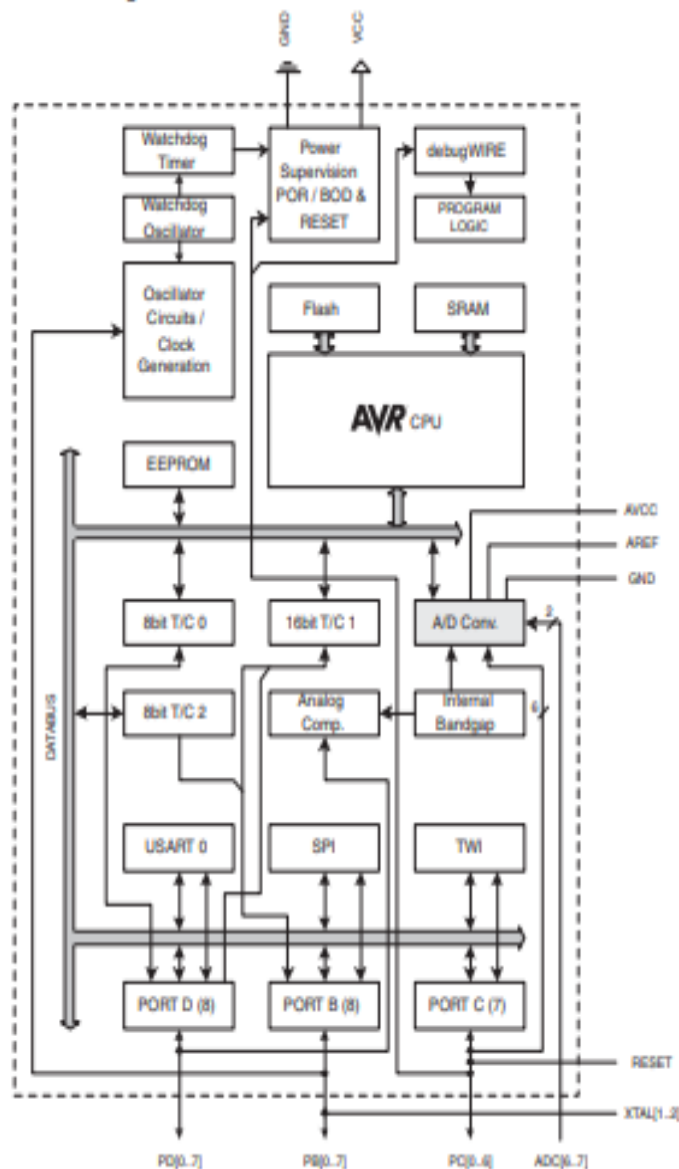 GND
VCC
Watchdog
Timer
Power
Supervision
POR / BOD &
RESET
debugWIRE
Watchdog
Oscillator
PROGRAM
LOGIC
Oscillator
Circuits /
Clock
Generation
Flash
SRAM
AVR CPU
EEPROM
AVCC
AREF
GND
8bit T/C 0
16bit T/C 1
A/D Conv.
2
DATABUS
8bit T/C 2
Analog
Comp.
Internal
Bandgap
6
USART 0
SPI
TWI
PORT D (8)
PORT B (8)
PORT C (7)
RESET
XTAL[1..2]
PD[0..7]
PB[0..7]
PC[0..6]
ADC[6..7]